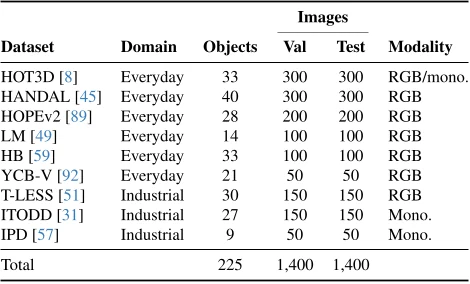 Images
Dataset Domain Objects Val Test Modality
HOT3D [8] Everyday 33 300 300 RGB/mono.
HANDAL [45] Everyday 40 300 300 RGB
HOPEv2 [89] Everyday 28 200 200 RGB
LM [49] Everyday 14 100 100 RGB
HB [59] Everyday 33 100 100 RGB
YCB-V [92] Everyday 21 50 50 RGB
T-LESS [51] Industrial 30 150 150 RGB
ITODD [31] Industrial 27 150 150 Mono.
IPD [57] Industrial 9 50 50 Mono.
Total 225 1,400 1,400